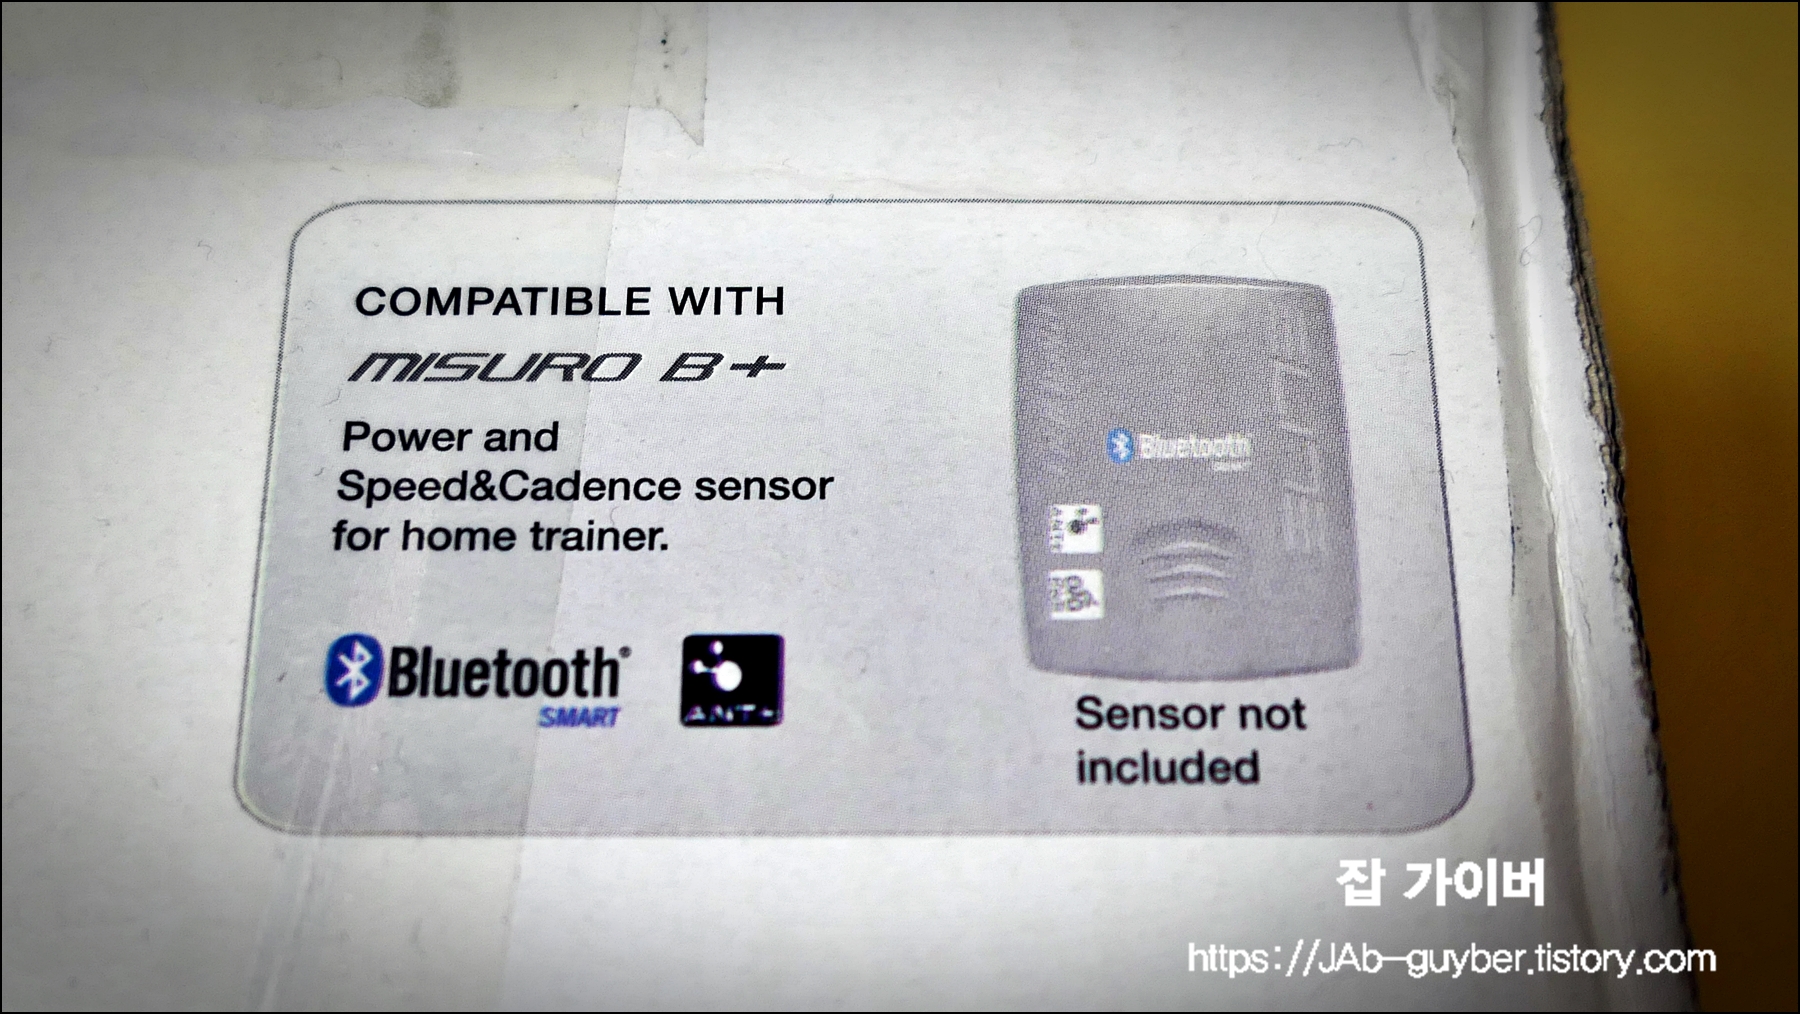 COMPATIBLE WITH
MISURO B+
Power and
Speed&Cadence sensor
for home trainer.
Bluetooth®
SMART
ANT+
Bluetooth
Sensor not
included
잡 가이버
https://JAb-guyber.tistory.com